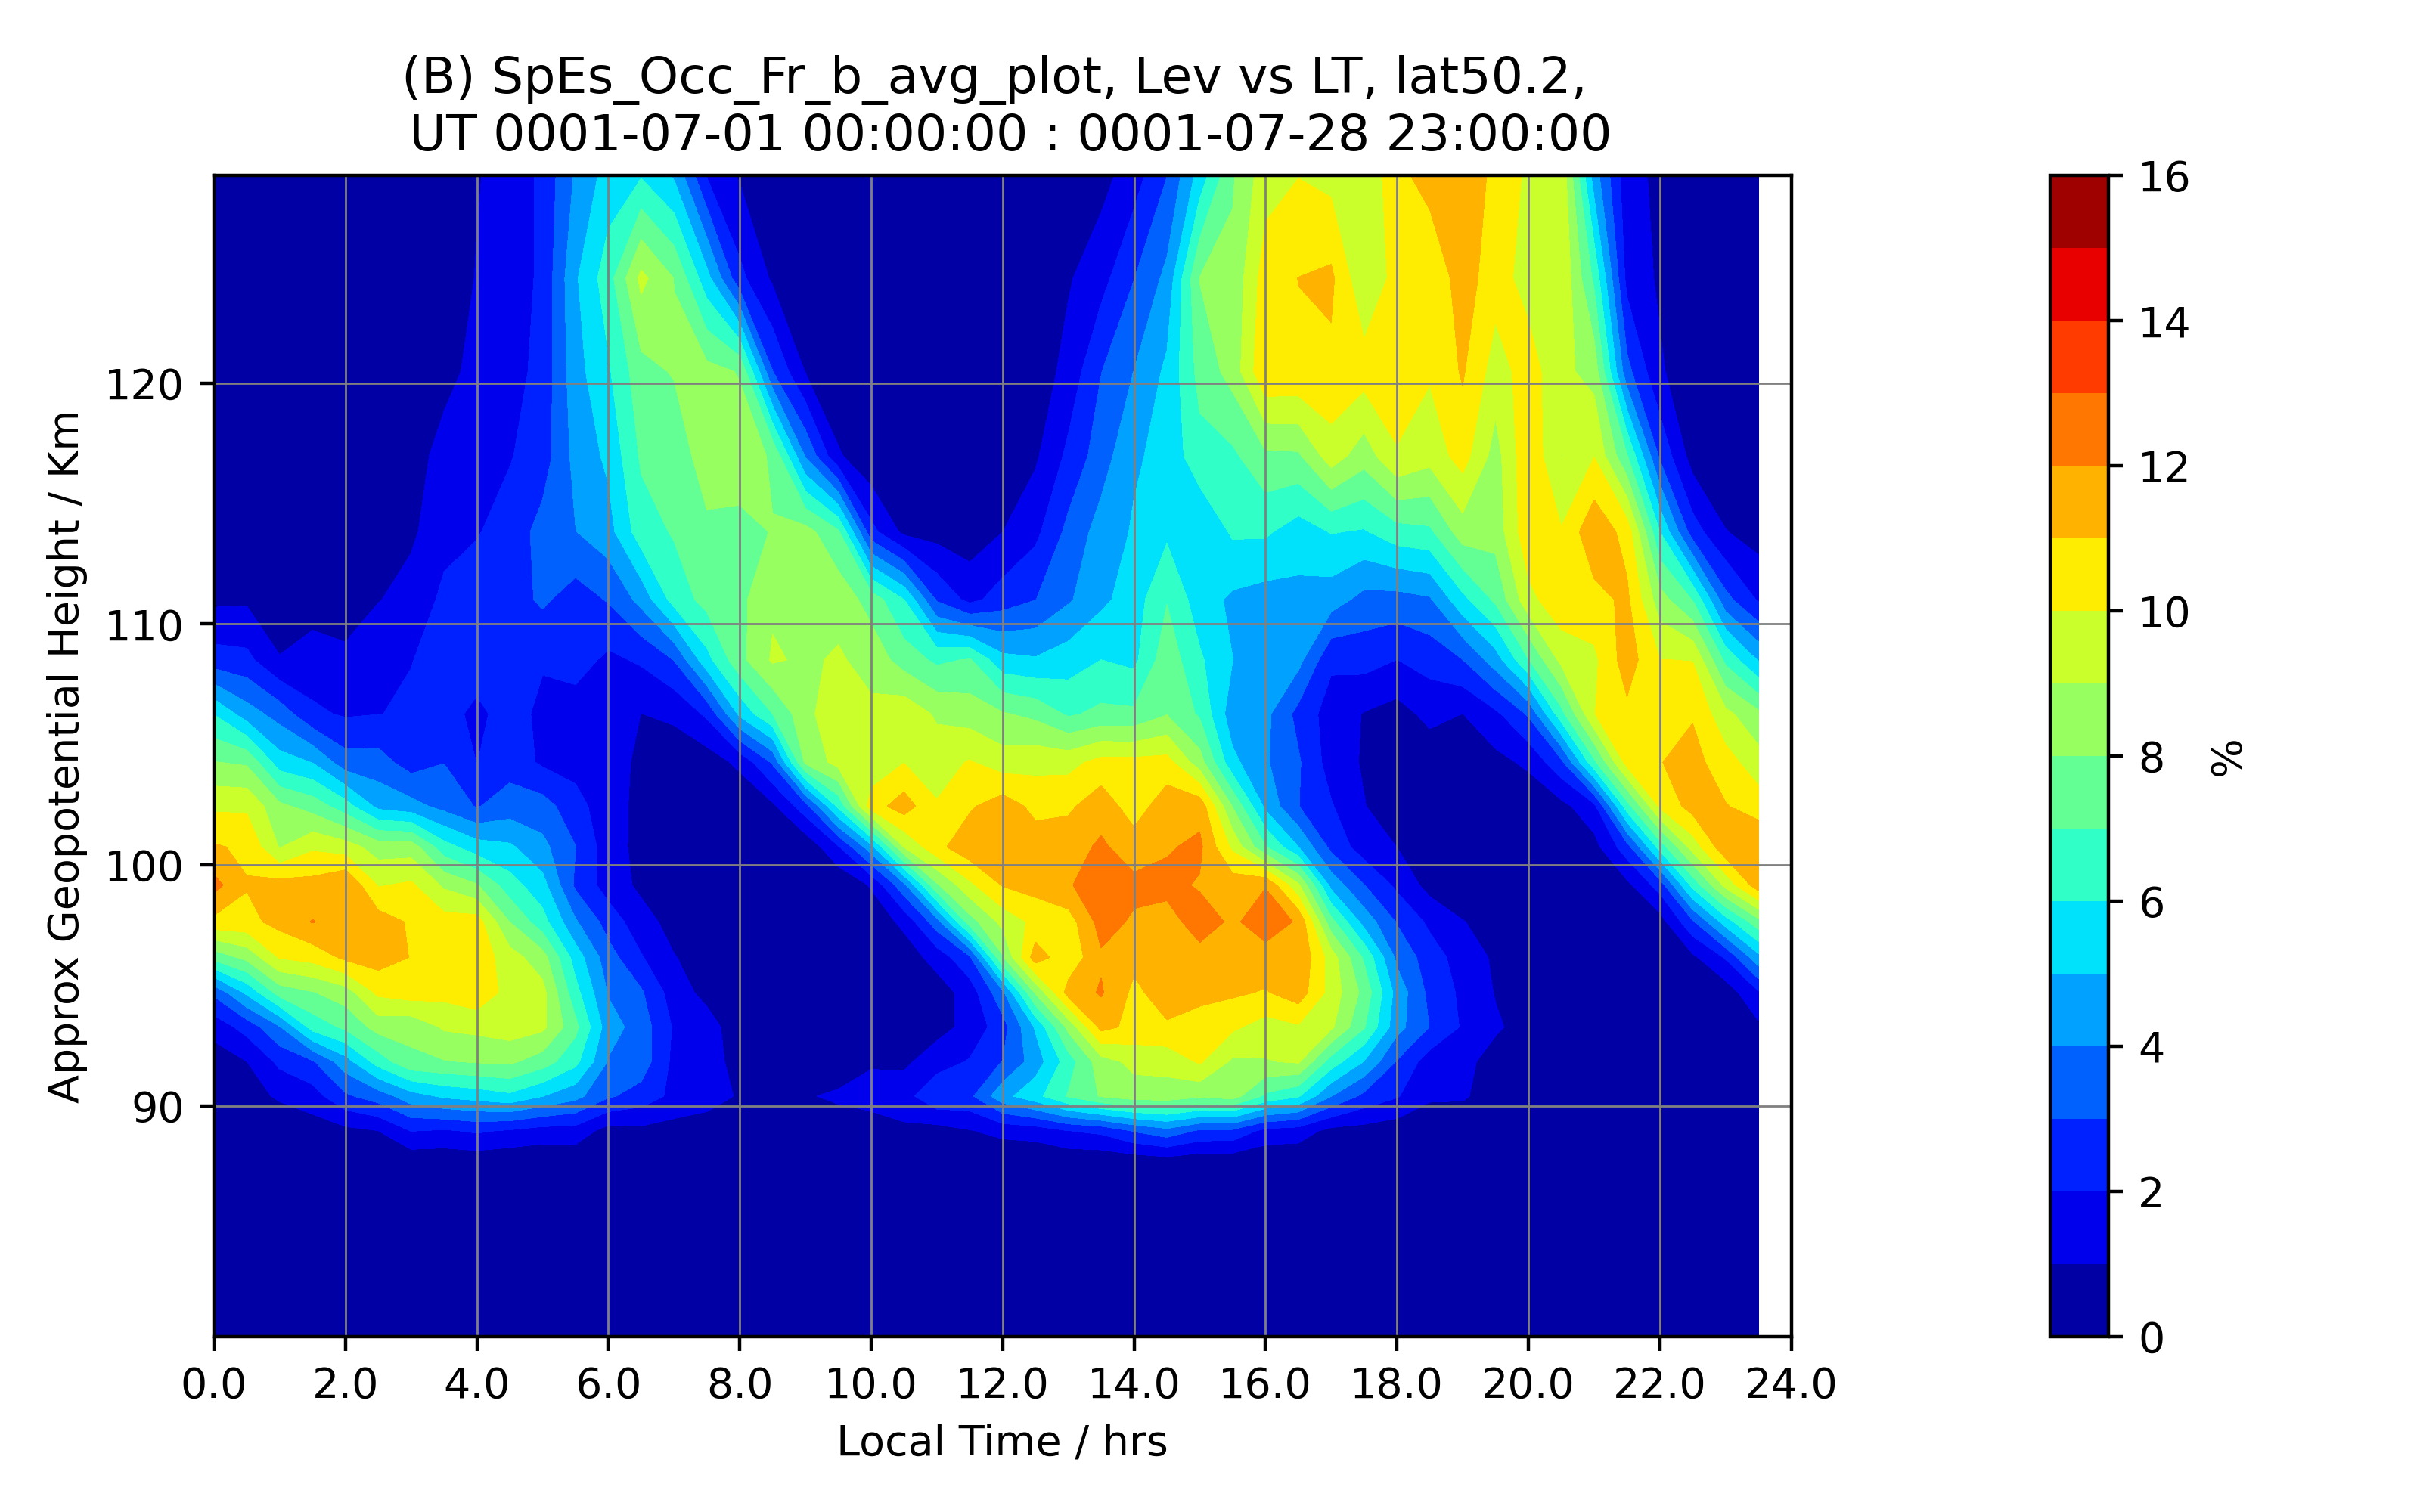 (B) SpEs_Occ_Fr_b_avg_plot, Lev vs LT, lat50.2,
UT 0001-07-01 00:00:00 : 0001-07-28 23:00:00
Approx Geopotential Height / Km
120
110
100
90
0.0 2.0 4.0 6.0 8.0 10.0 12.0 14.0 16.0 18.0 20.0 22.0 24.0
Local Time / hrs
16
14
12
10
8
6
4
2
0
%